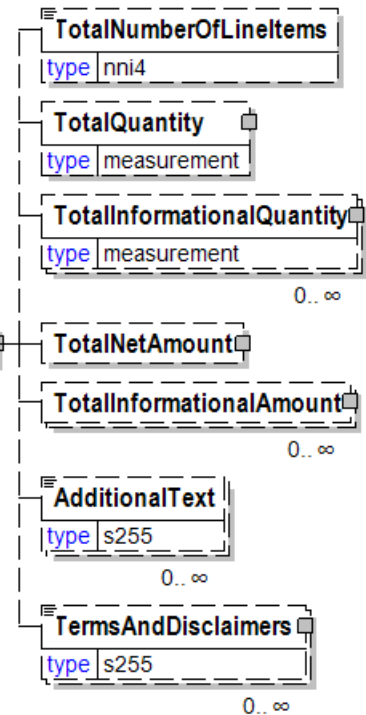 TotalNumberOfLineItems
type nni4
TotalQuantity
type measurement
TotalInformationalQuantity
type measurement
0.. ∞
TotalNetAmount
TotalInformationalAmount
0.. ∞
AdditionalText
type s255
0.. ∞
TermsAndDisclaimers
type s255
0.. ∞